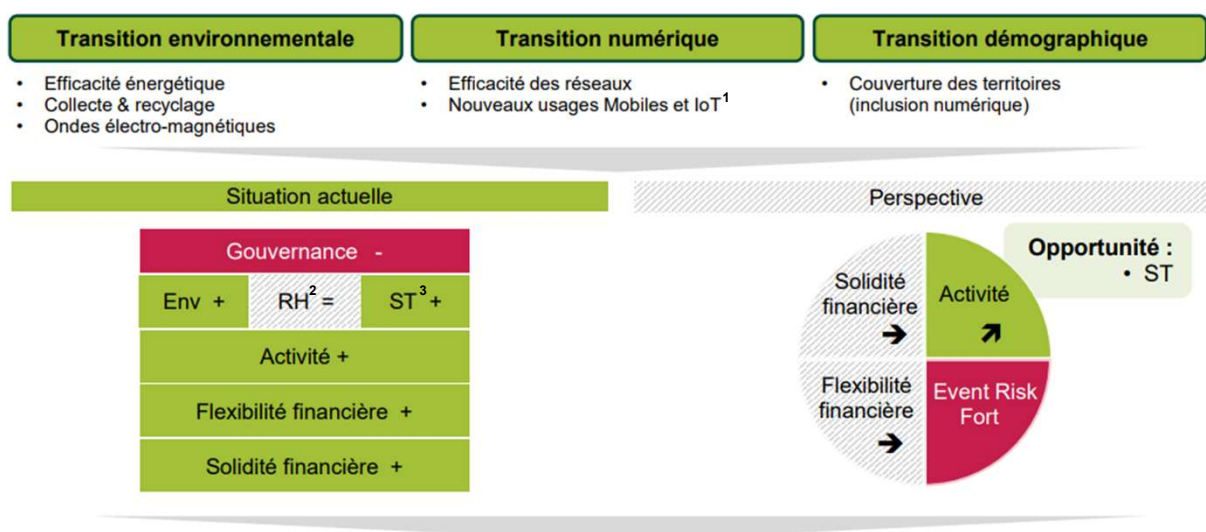 Transition environnementale
• Efficacité énergétique
• Collecte & recyclage
• Ondes électro-magnétiques
Transition numérique
• Efficacité des réseaux
• Nouveaux usages Mobiles et IoT¹
Transition démographique
• Couverture des territoires
(inclusion numérique)
Situation actuelle
Gouvernance -
Env +
RH² =
ST³ +
Activité +
Flexibilité financière +
Solidité financière +
Perspective
Solidité
financière
➔
Activité
↗
Flexibilité
financière
➔
Event Risk
Fort
Opportunité :
• ST